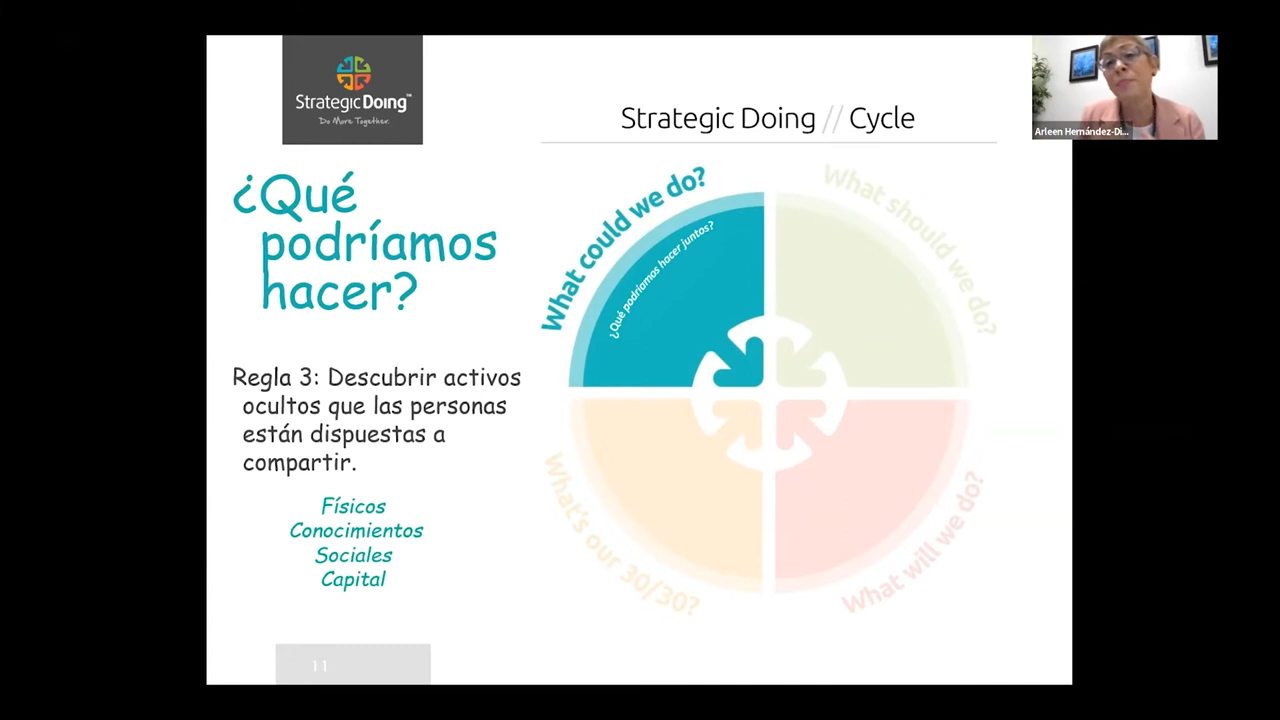 Strategic Doing™
Do More Together.
Strategic Doing // Cycle
Arleen Hernández-Di...
¿Qué
podríamos
hacer?
What could we do?
¿Qué podríamos hacer juntos?
What should we do?
Regla 3: Descubrir activos
ocultos que las personas
están dispuestas a
compartir.
Físicos
Conocimientos
Sociales
Capital
What's our 30/30?
What will we do?
11